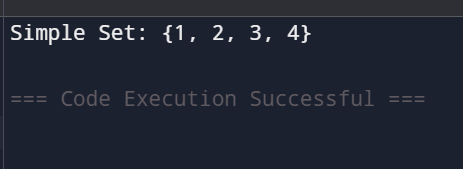 Simple Set: {1, 2, 3, 4}
=== Code Execution Successful ===